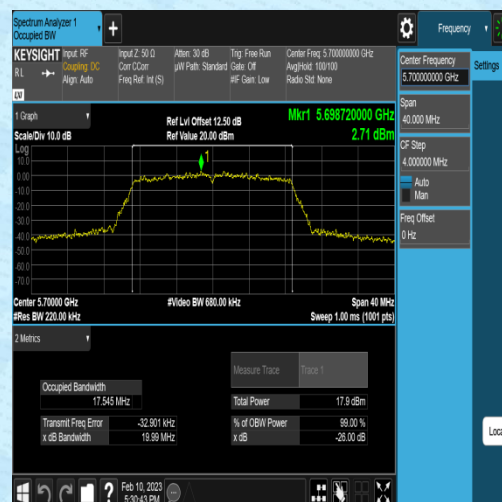 Spectrum Analyzer 1
Occupied BW
Frequency
KEYSIGHT
Input: RF
Input Z: 50 Ω
Atten: 30 dB
Trig: Free Run
Center Freq: 5.700000000 GHz
RL
Coupling: DC
Corr CCorr
µW Path: Standard
Gate: Off
Avg|Hold: 100/100
Align: Auto
Freq Ref: Int (S)
#IF Gain: Low
Radio Std: None
LXI
Center Frequency
5.700000000 GHz
Settings
Span
40.000 MHz
CF Step
4.000000 MHz
Auto
Man
Freq Offset
0 Hz
1 Graph
Ref Lvl Offset 12.50 dB
Mkr1 5.698720000 GHz
Scale/Div 10.0 dB
Ref Value 20.00 dBm
2.71 dBm
Log
10.0
0.00
-10.0
-20.0
-30.0
-40.0
-50.0
-60.0
-70.0
1
Center 5.70000 GHz
#Video BW 680.00 kHz
Span 40 MHz
#Res BW 220.00 kHz
Sweep 1.00 ms (1001 pts)
2 Metrics
Measure Trace
Trace 1
Occupied Bandwidth
17.545 MHz
Total Power
17.9 dBm
Transmit Freq Error
-32.901 kHz
% of OBW Power
99.00 %
x dB Bandwidth
19.99 MHz
x dB
-26.00 dB
Feb 10, 2023
5:30:43 PM